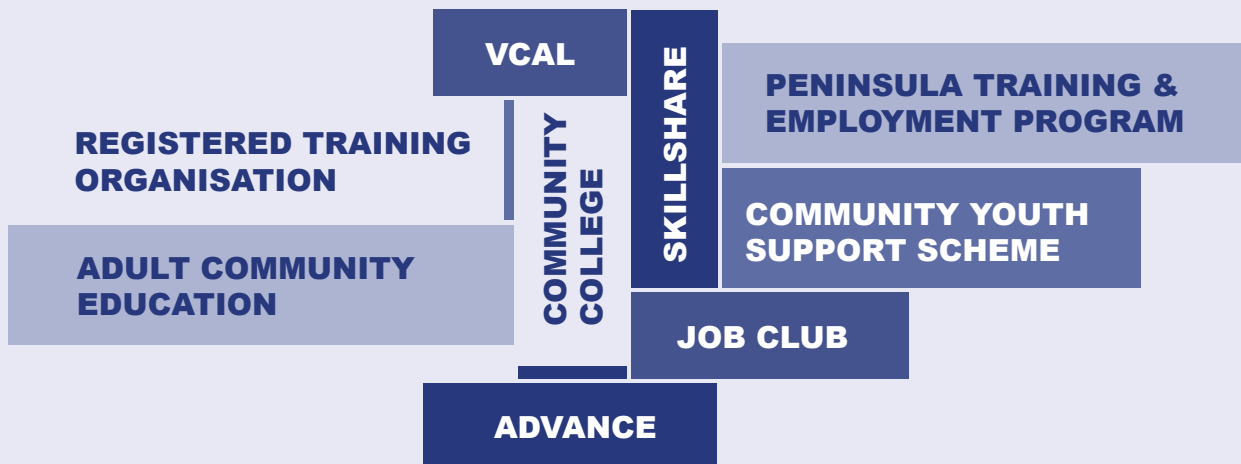 VCAL
SKILLSHARE
PENINSULA TRAINING &
EMPLOYMENT PROGRAM
REGISTERED TRAINING
ORGANISATION
COMMUNITY
COLLEGE
COMMUNITY YOUTH
SUPPORT SCHEME
ADULT COMMUNITY
EDUCATION
JOB CLUB
ADVANCE